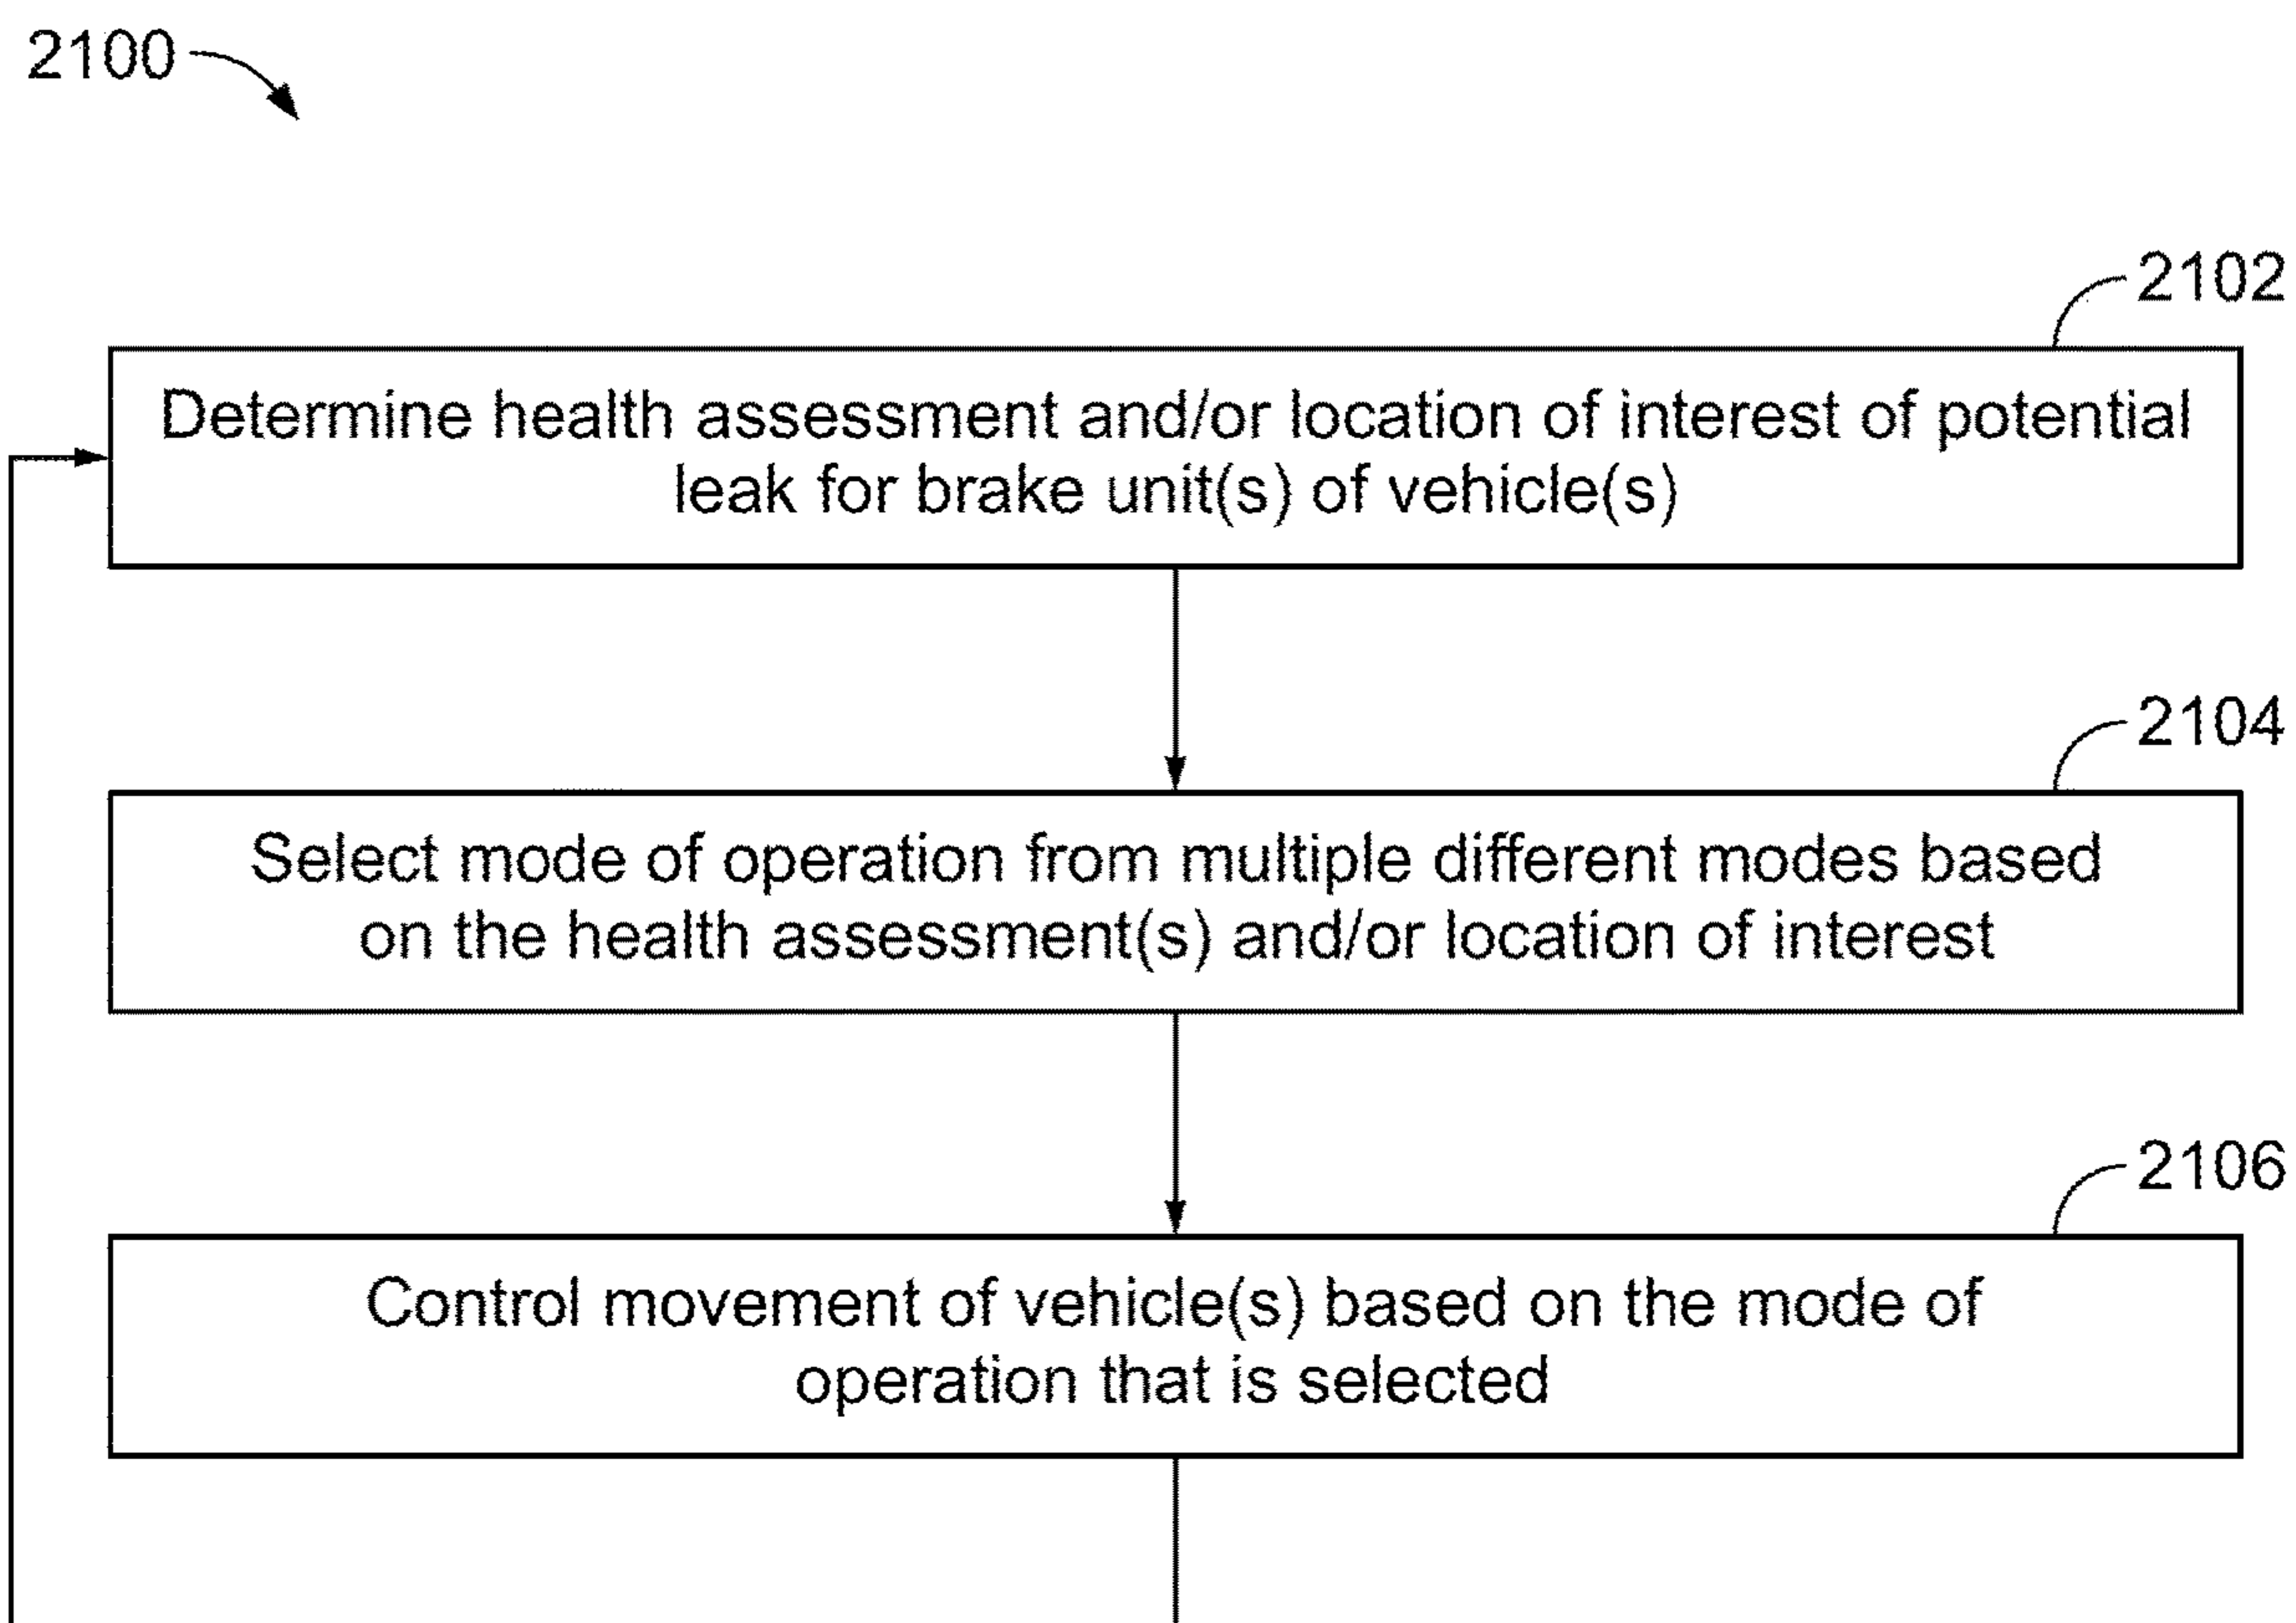 2100
2102
Determine health assessment and/or location of interest of potential
leak for brake unit(s) of vehicle(s)
2104
Select mode of operation from multiple different modes based
on the health assessment(s) and/or location of interest
2106
Control movement of vehicle(s) based on the mode of
operation that is selected